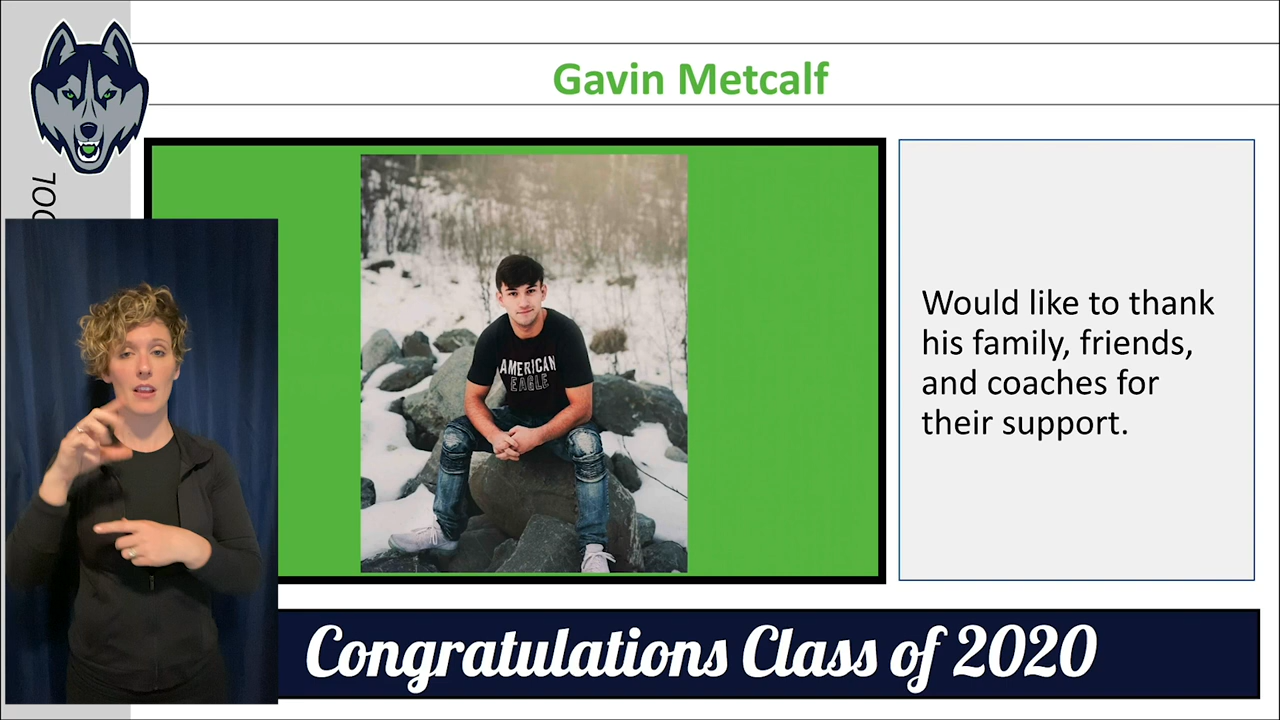 Gavin Metcalf
OOL
AMERICAN
EAGLE
Would like to thank
his family, friends,
and coaches for
their support.
Congratulations Class of 2020